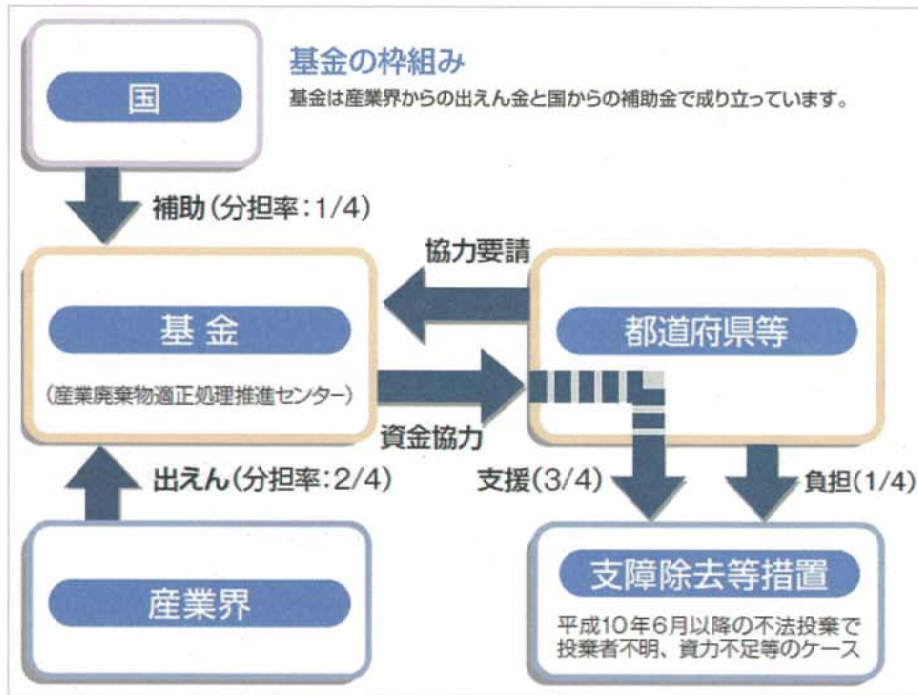 国
基金の枠組み
基金は産業界からの出えん金と国からの補助金で成り立っています。
補助(分担率:1/4)
協力要請
基金
(産業廃棄物適正処理推進センター)
都道府県等
資金協力
出えん(分担率:2/4)
支援(3/4)
負担(1/4)
産業界
支障除去等措置
平成10年6月以降の不法投棄で
投棄者不明、資力不足等のケース